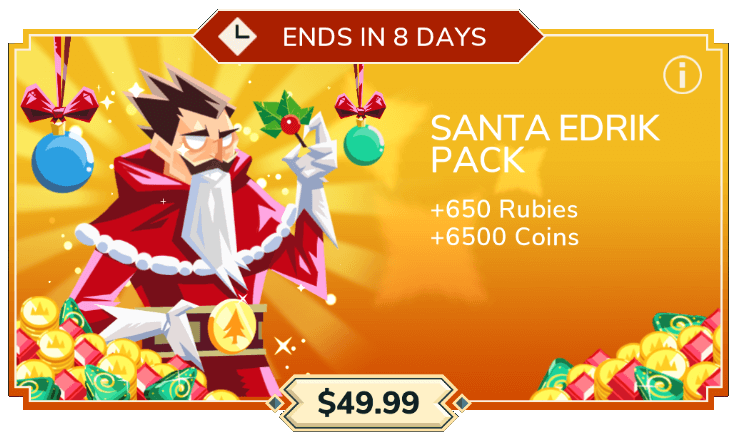 ENDS IN 8 DAYS
SANTA EDRIK
PACK
+650 Rubies
+6500 Coins
$49.99